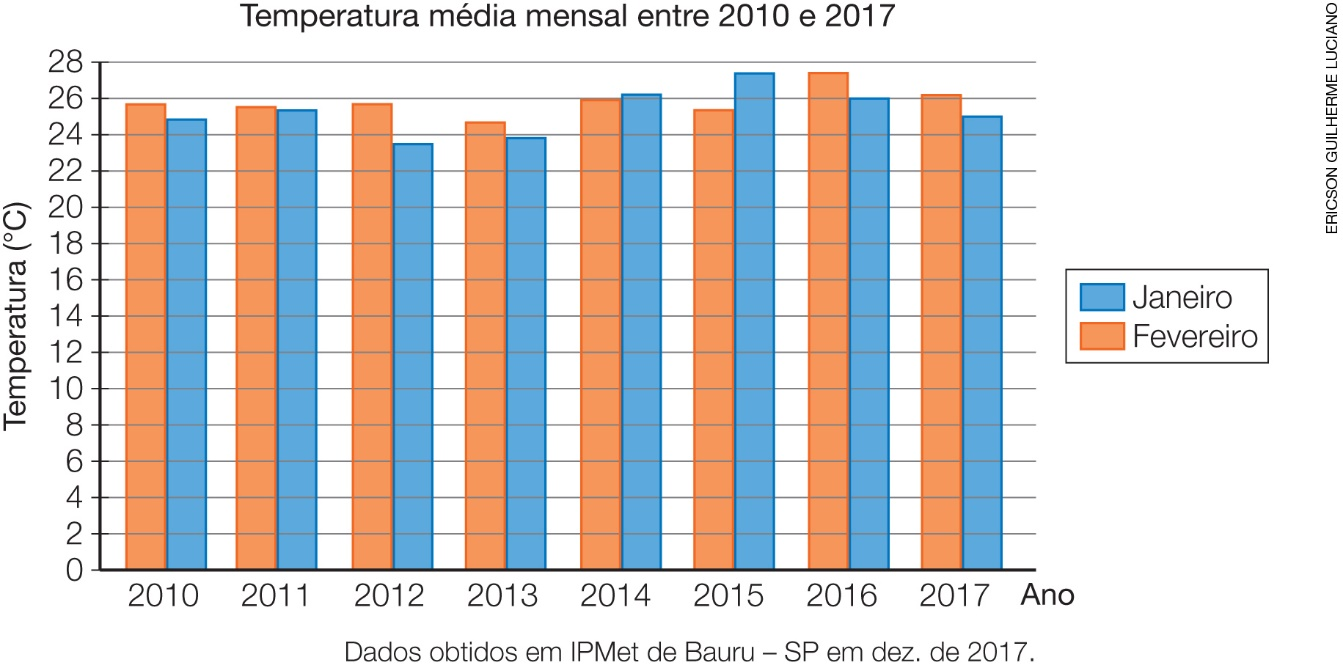 Temperatura média mensal entre 2010 e 2017
ERICSON GUILHERME LUCIANO
Temperatura (°C)
28
26
24
22
20
18
16
14
12
10
8
6
4
2
0
2010 2011 2012 2013 2014 2015 2016 2017 Ano
Janeiro
Fevereiro
Dados obtidos em IPMet de Bauru – SP em dez. de 2017.